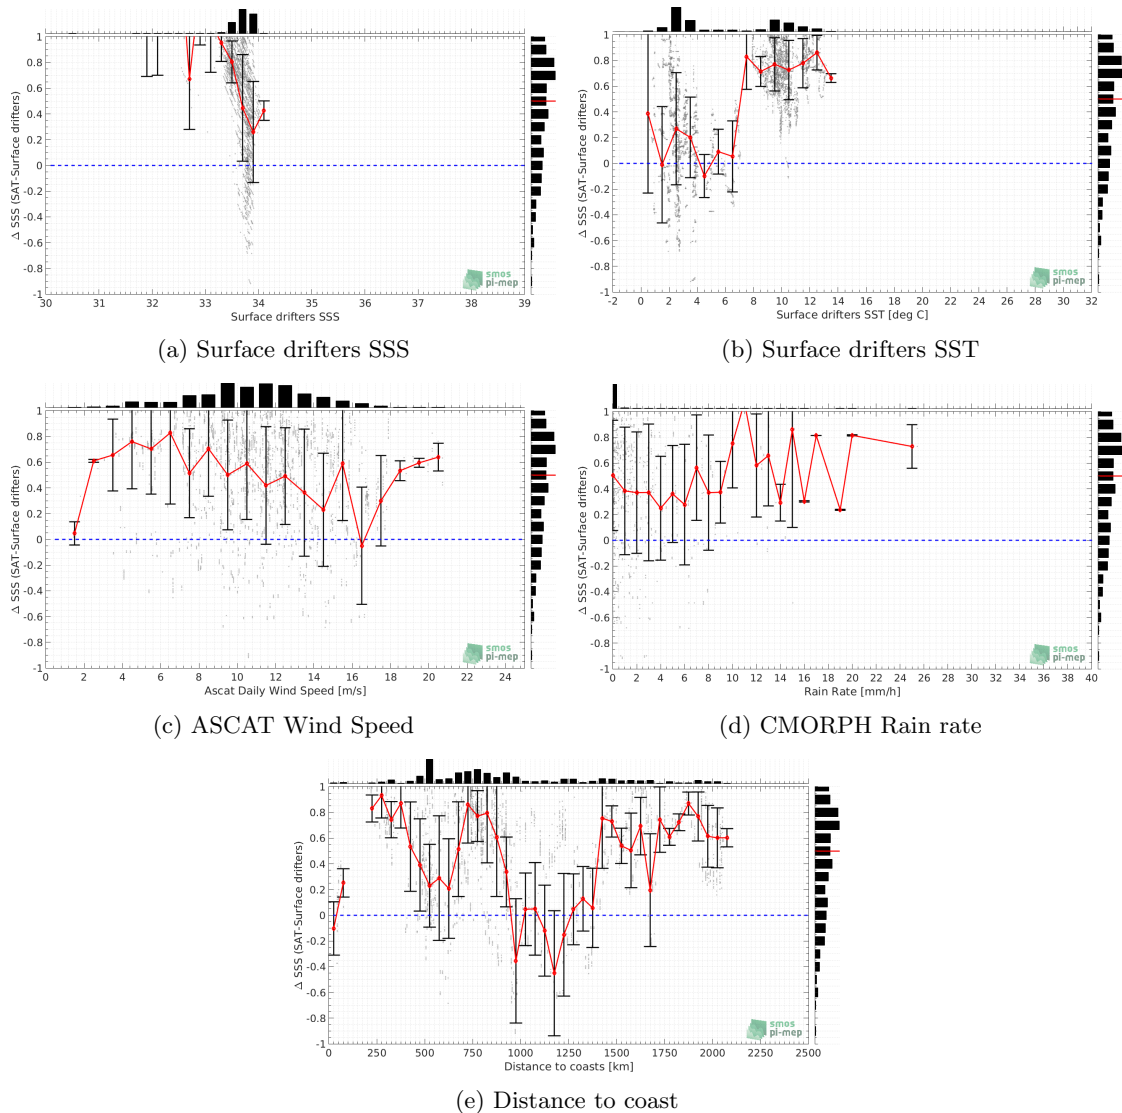 1
0.8
0.6
0.4
0.2
0
-0.2
-0.4
-0.6
-0.8
-1
Δ SSS (SAT-Surface drifters)
30 31 32 33 34 35 36 37 38 39
Surface drifters SSS
smos
pi-mep
(a) Surface drifters SSS
1
0.8
0.6
0.4
0.2
0
-0.2
-0.4
-0.6
-0.8
-1
Δ SSS (SAT-Surface drifters)
-2 0 2 4 6 8 10 12 14 16 18 20 22 24 26 28 30 32
Surface drifters SST [deg C]
smos
pi-mep
(b) Surface drifters SST
1
0.8
0.6
0.4
0.2
0
-0.2
-0.4
-0.6
-0.8
-1
Δ SSS (SAT-Surface drifters)
0 2 4 6 8 10 12 14 16 18 20 22 24
Ascat Daily Wind Speed [m/s]
smos
pi-mep
(c) ASCAT Wind Speed
1
0.8
0.6
0.4
0.2
0
-0.2
-0.4
-0.6
-0.8
-1
Δ SSS (SAT-Surface drifters)
0 2 4 6 8 10 12 14 16 18 20 22 24 26 28 30 32 34 36 38 40
Rain Rate [mm/h]
smos
pi-mep
(d) CMORPH Rain rate
1
0.8
0.6
0.4
0.2
0
-0.2
-0.4
-0.6
-0.8
-1
Δ SSS (SAT-Surface drifters)
0 250 500 750 1000 1250 1500 1750 2000 2250 2500
Distance to coasts [km]
smos
pi-mep
(e) Distance to coast